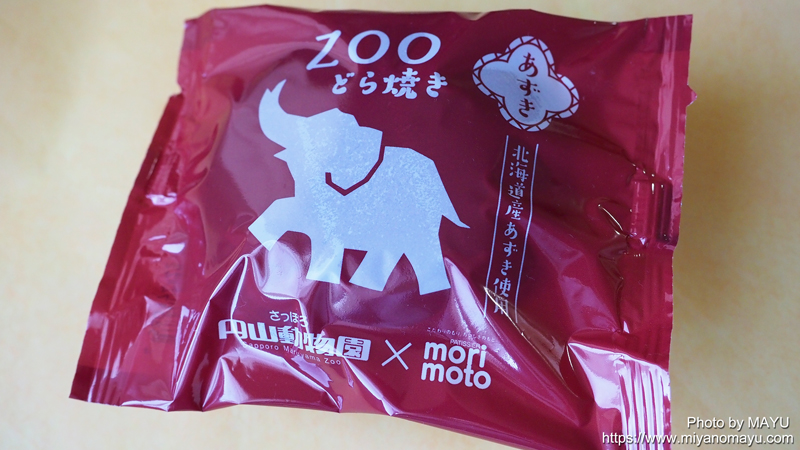 ZOO
どら焼き
あずき
北海道産あずき使用
さっぽろ
円山動物園
Sapporo Maruyama Zoo
×
PATISSERIE
mori
moto
Photo by MAYU
https://www.miyanomayu.com